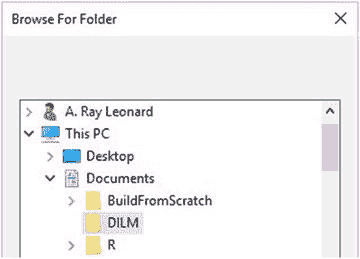 Browse For Folder
A. Ray Leonard
This PC
Desktop
Documents
BuildFromScratch
DILM
R